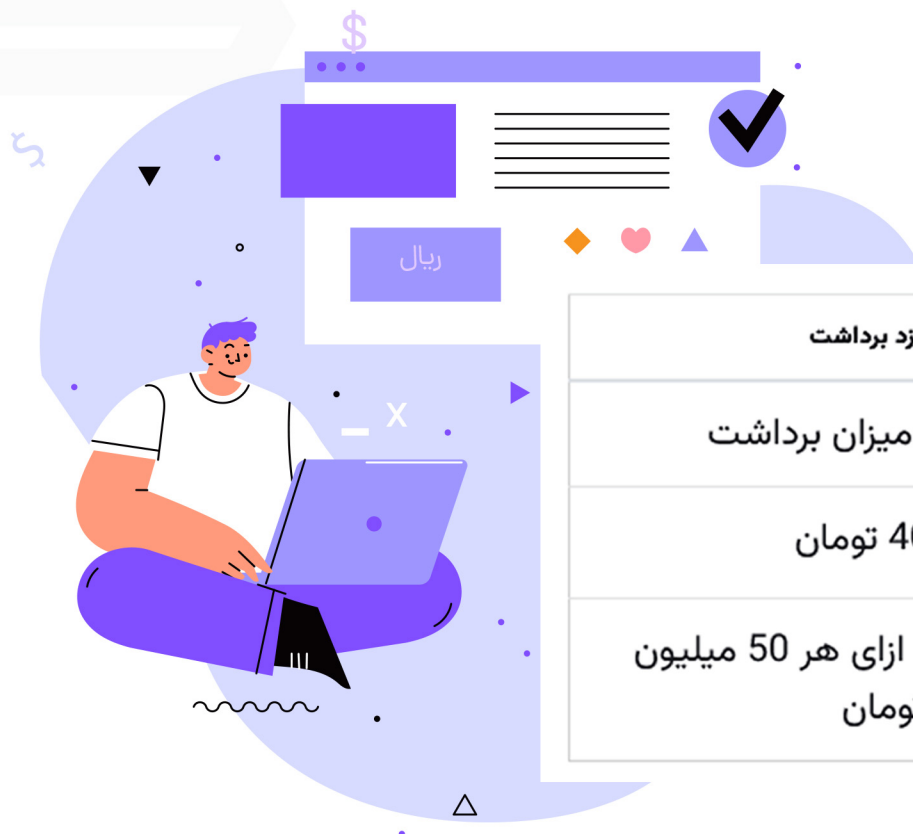 $
$
ریال
x
برداشت
میزان برداشت
تومان
ازای هر 50 میلیون